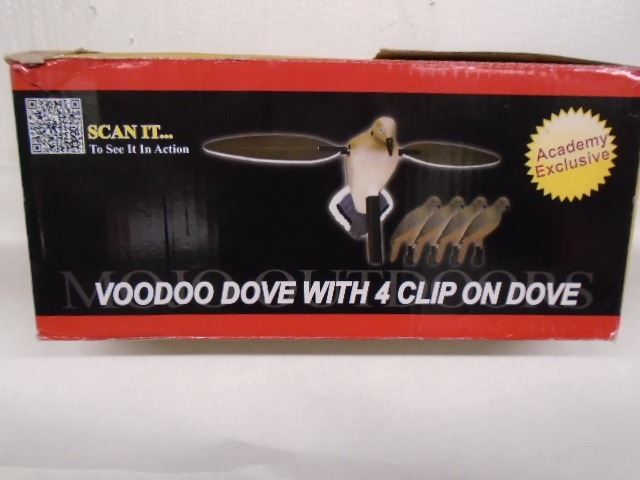 SCAN IT...
To See It In Action
Academy
Exclusive
MOJO OUTDOORS
VOODOO DOVE WITH 4 CLIP ON DOVE